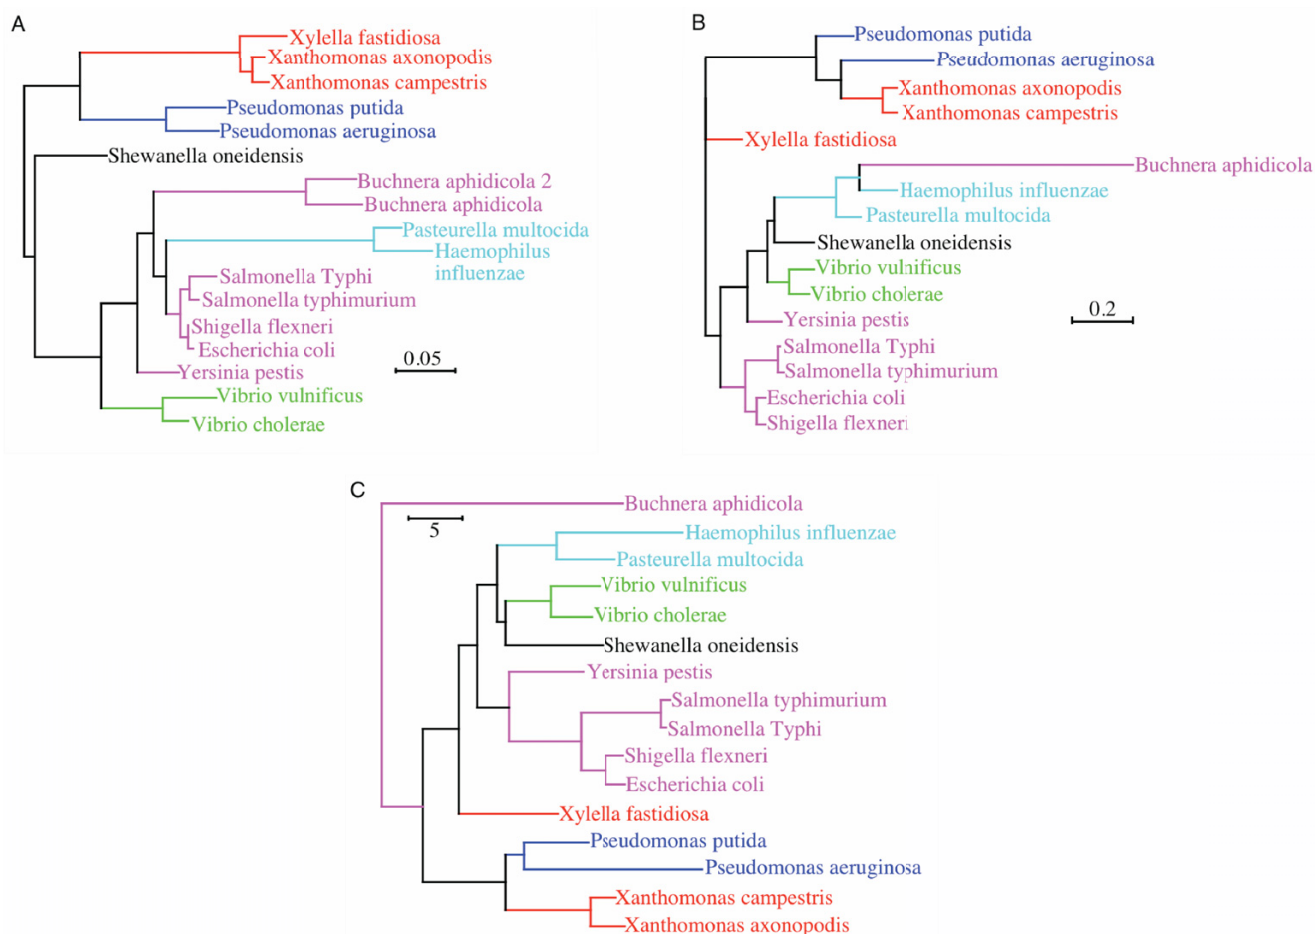 A
Xylella fastidiosa
Xanthomonas axonopodis
Xanthomonas campestris
Pseudomonas putida
Pseudomonas aeruginosa
Shewanella oneidensis
Buchnera aphidicola 2
Buchnera aphidicola
Pasteurella multocida
Haemophilus
influenzae
Salmonella Typhi
Salmonella typhimurium
Shigella flexneri
Escherichia coli
0.05
Yersinia pestis
Vibrio vulnificus
Vibrio cholerae
B
Pseudomonas putida
Pseudomonas aeruginosa
Xanthomonas axonopodis
Xanthomonas campestris
Xylella fastidiosa
Buchnera aphidicola
Haemophilus influenzae
Pasteurella multocida
Shewanella oneidensis
Vibrio vulnificus
Vibrio cholerae
0.2
Yersinia pestis
Salmonella Typhi
Salmonella typhimurium
Escherichia coli
Shigella flexneri
C
Buchnera aphidicola
5
Haemophilus influenzae
Pasteurella multocida
Vibrio vulnificus
Vibrio cholerae
Shewanella oneidensis
Yersinia pestis
Salmonella typhimurium
Salmonella Typhi
Shigella flexneri
Escherichia coli
Xylella fastidiosa
Pseudomonas putida
Pseudomonas aeruginosa
Xanthomonas campestris
Xanthomonas axonopodis